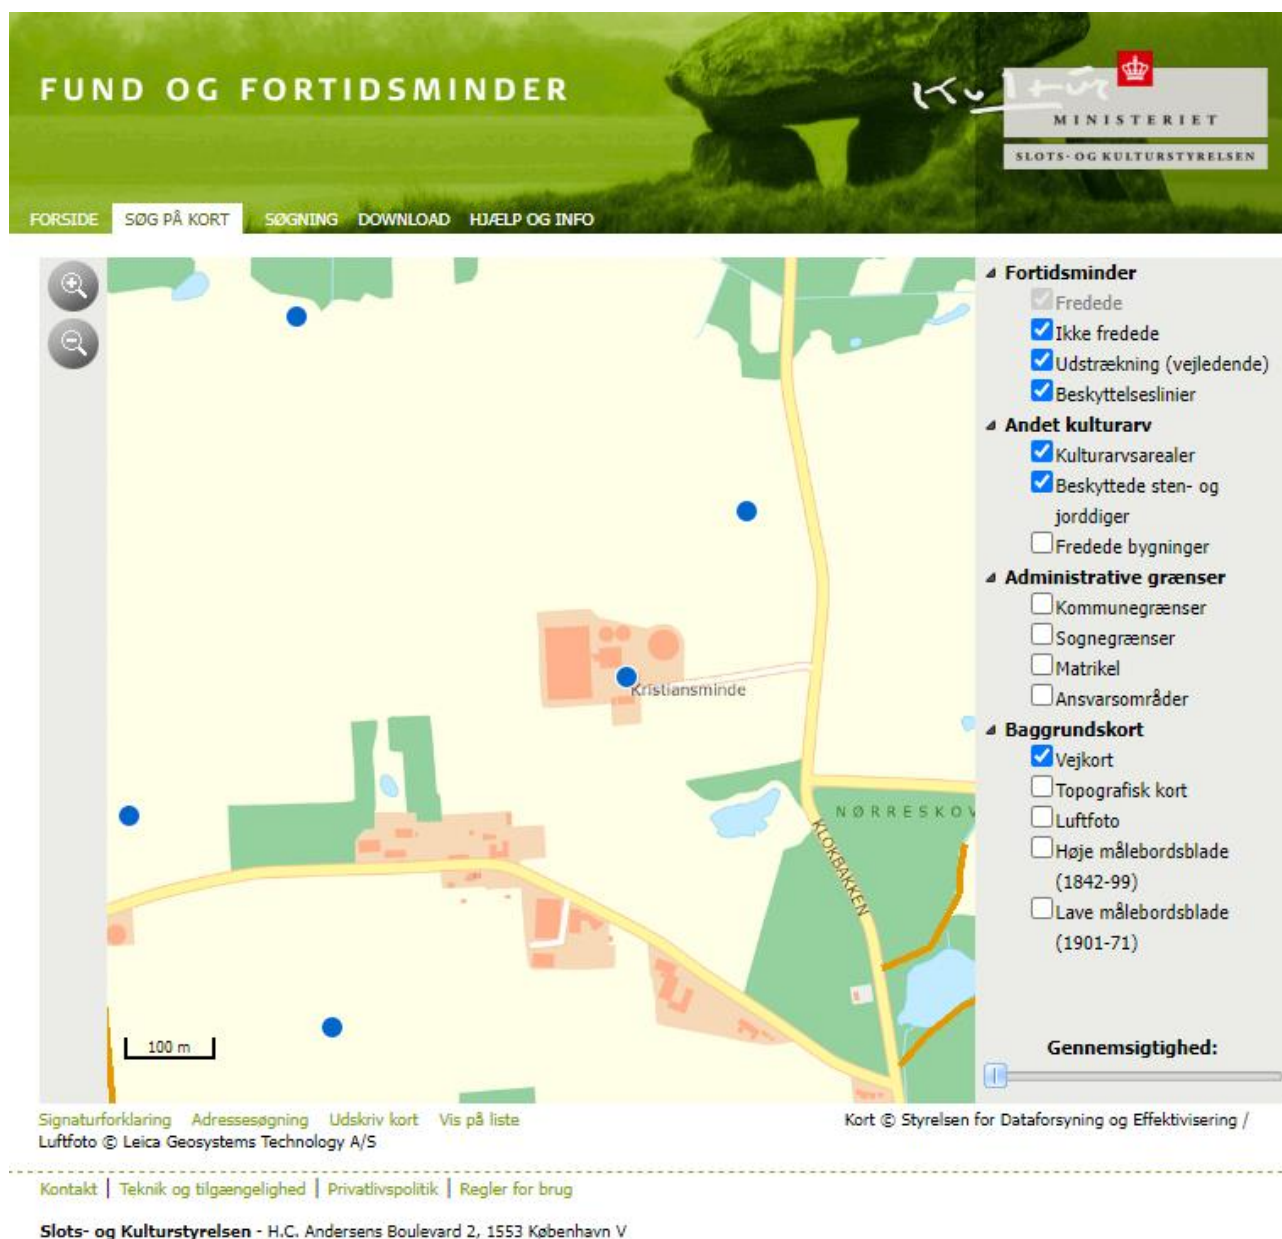 FUND OG FORTIDSMINDER
Kultur
MINISTERIET
SLOTS- OG KULTURSTYRELSEN
FORSIDE SØG PÅ KORT SØGNING DOWNLOAD HJÆLP OG INFO
Fortidsminder
Fredede
Ikke fredede
Udstrækning (vejledende)
Beskyttelseslinier
Andet kulturarv
Kulturarvsarealer
Beskyttede sten- og
jorddiger
Fredede bygninger
Administrative grænser
Kommunegrænser
Sognegrænser
Matrikel
Ansvarsområder
Baggrundskort
Vejkort
Topografisk kort
Luftfoto
Høje målebordsblade
(1842-99)
Lave målebordsblade
(1901-71)
Gennemsigtighed:
Kristiansminde
NØRRESKOV
KLOKBAKKEN
100 m
Signaturforklaring Adressesøgning Udskriv kort Vis på liste
Kort © Styrelsen for Dataforsyning og Effektivisering /
Luftfoto © Leica Geosystems Technology A/S
Kontakt | Teknik og tilgængelighed | Privatlivspolitik | Regler for brug
Slots- og Kulturstyrelsen - H.C. Andersens Boulevard 2, 1553 København V